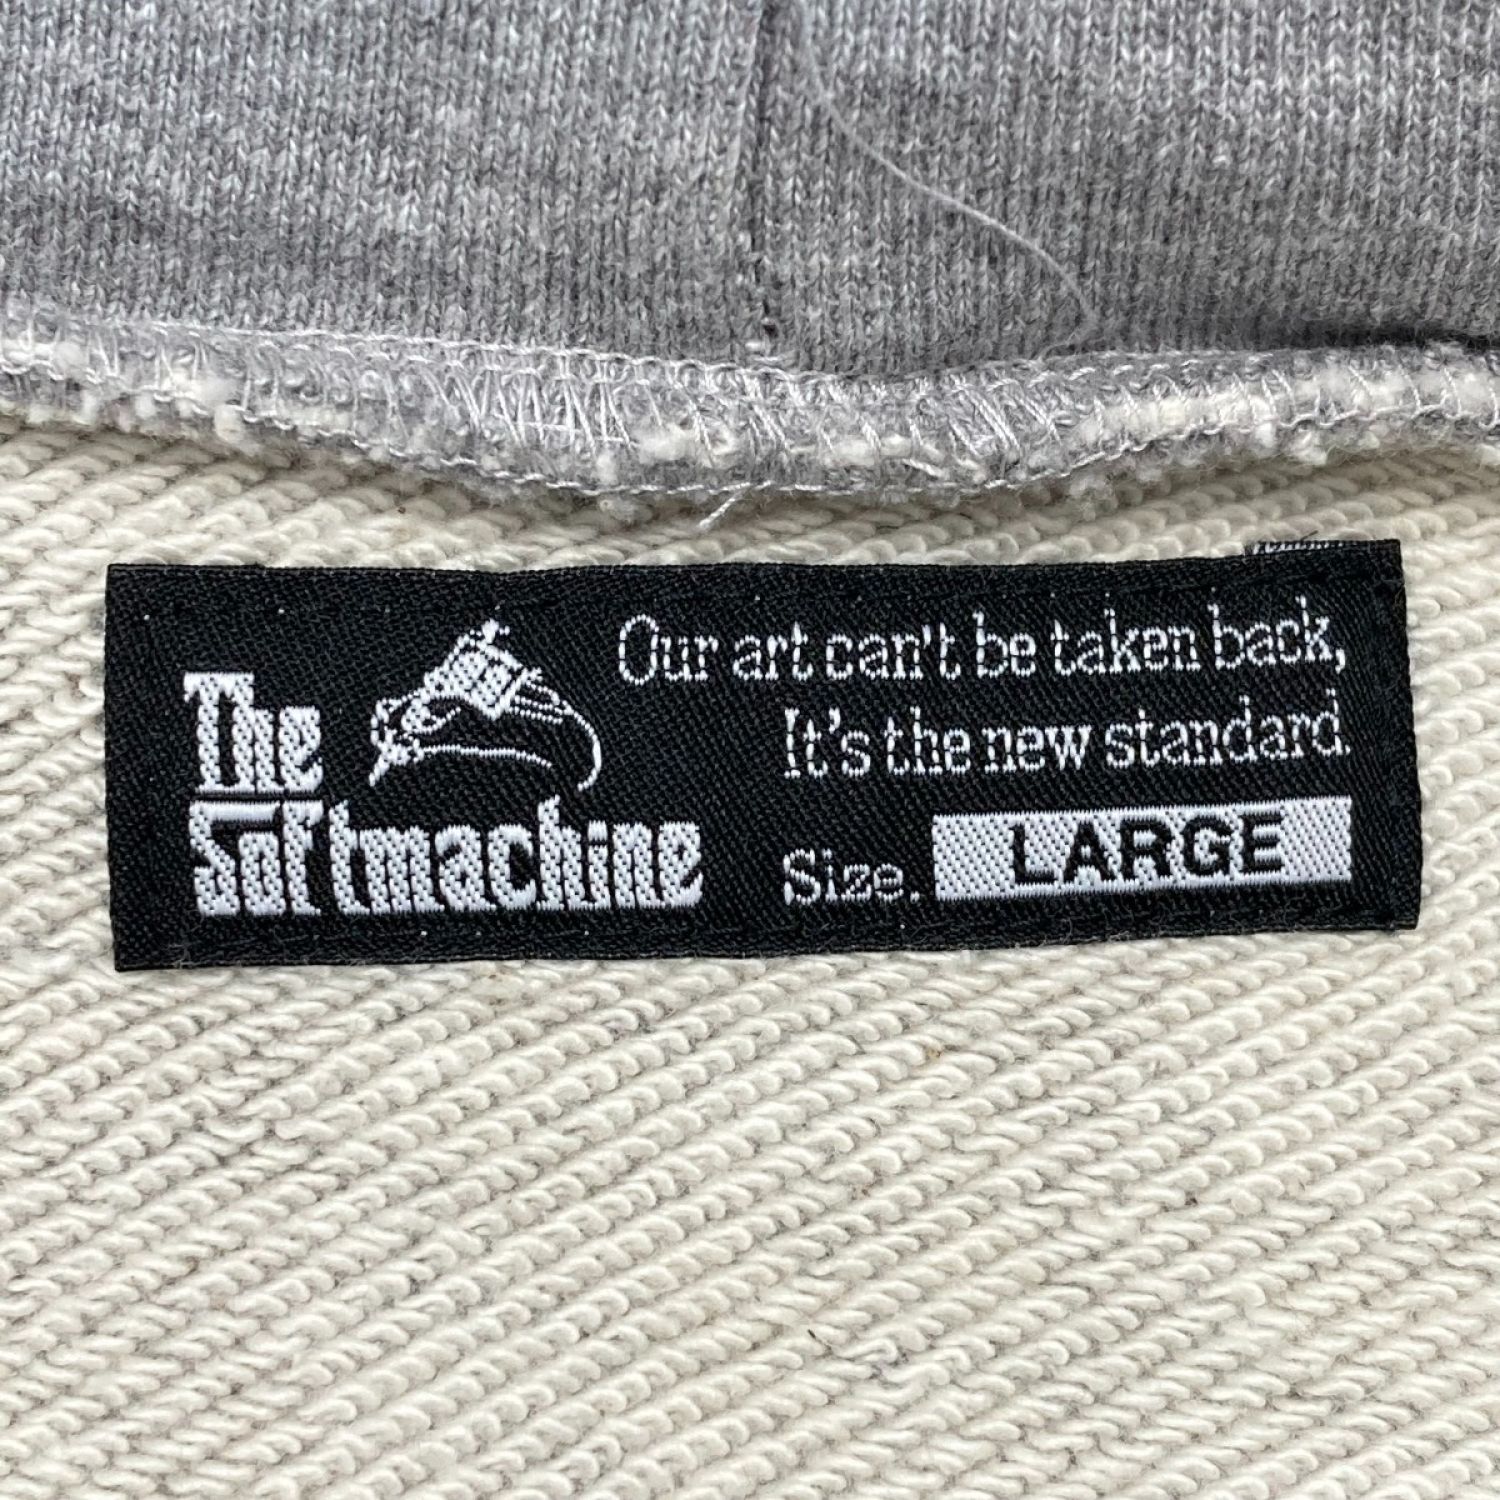 The
Softmachine
Our art can't be taken back,
It's the new standard
Size. LARGE